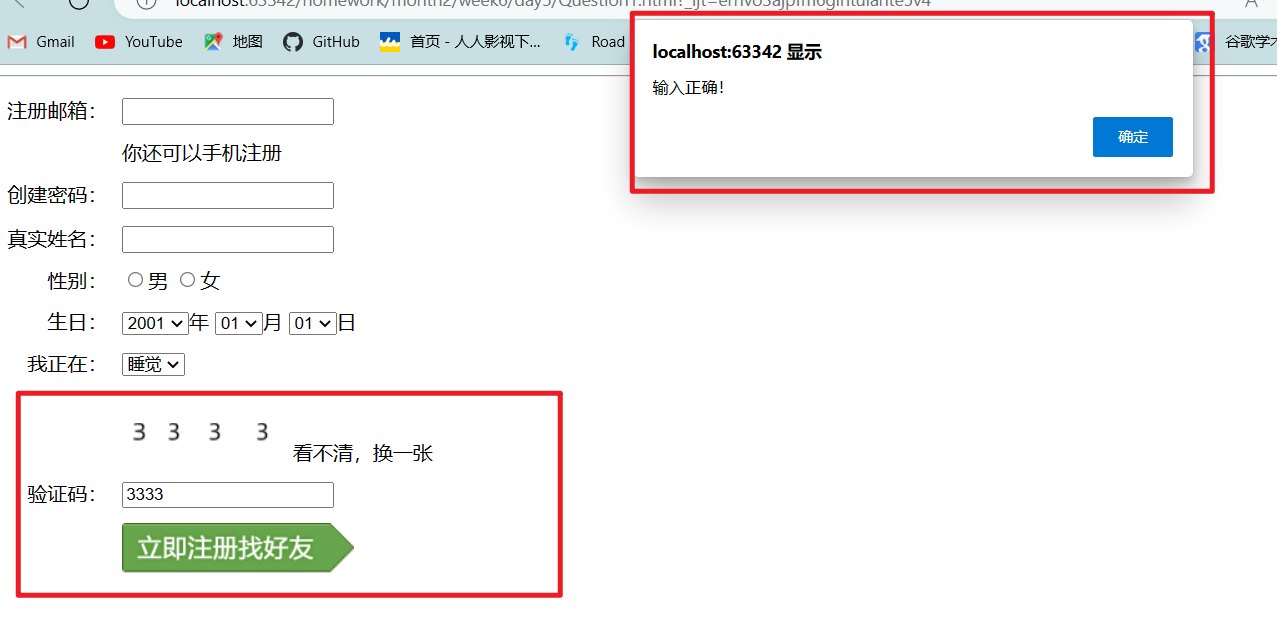 localhost:63342/homework/month2/week6/day5/Question1.html?_ijt=
Gmail YouTube 地图 GitHub 首页 - 人人影视下... Road 谷歌学术
localhost:63342 显示
输入正确！
确定
注册邮箱：
你还可以手机注册
创建密码：
真实姓名：
性别： 男 女
生日： 2001 年 01 月 01 日
我正在： 睡觉
3 3 3 3 看不清，换一张
验证码： 3333
立即注册找好友